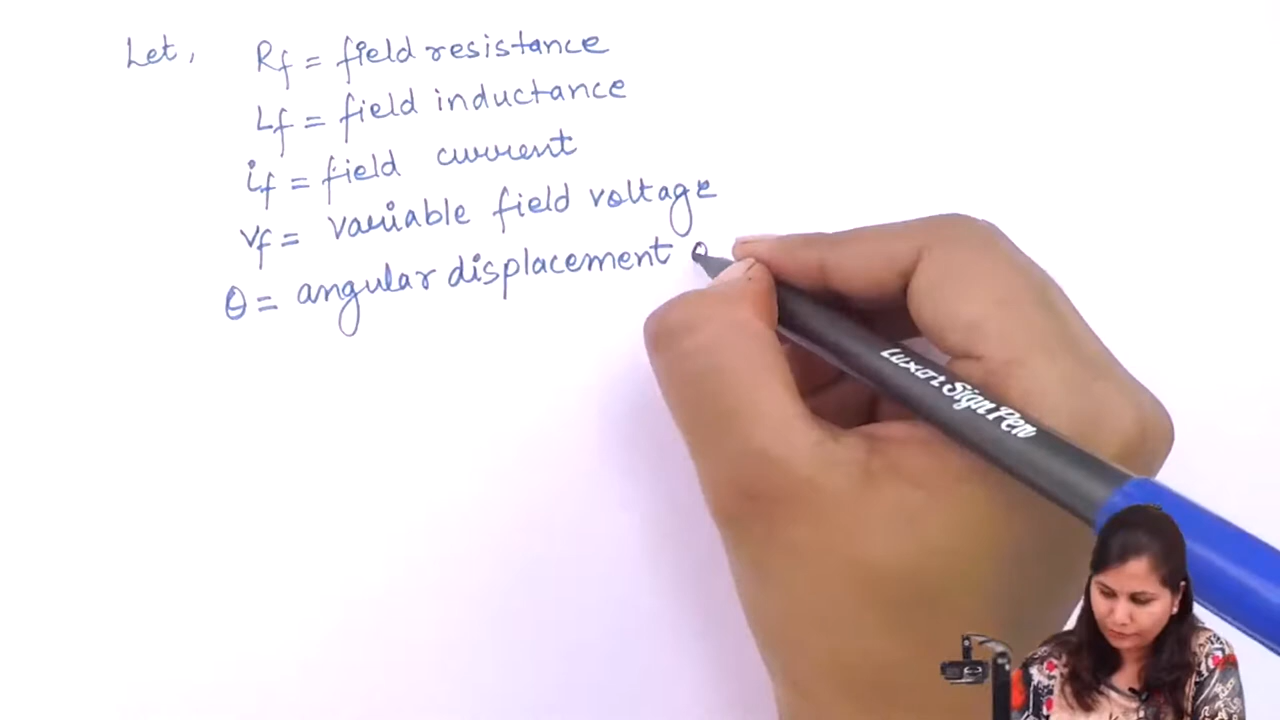 Let, Rf = field resistance
Lf = field inductance
if = field current
vf = variable field voltage
θ = angular displacement o
Luxor Sign Pen